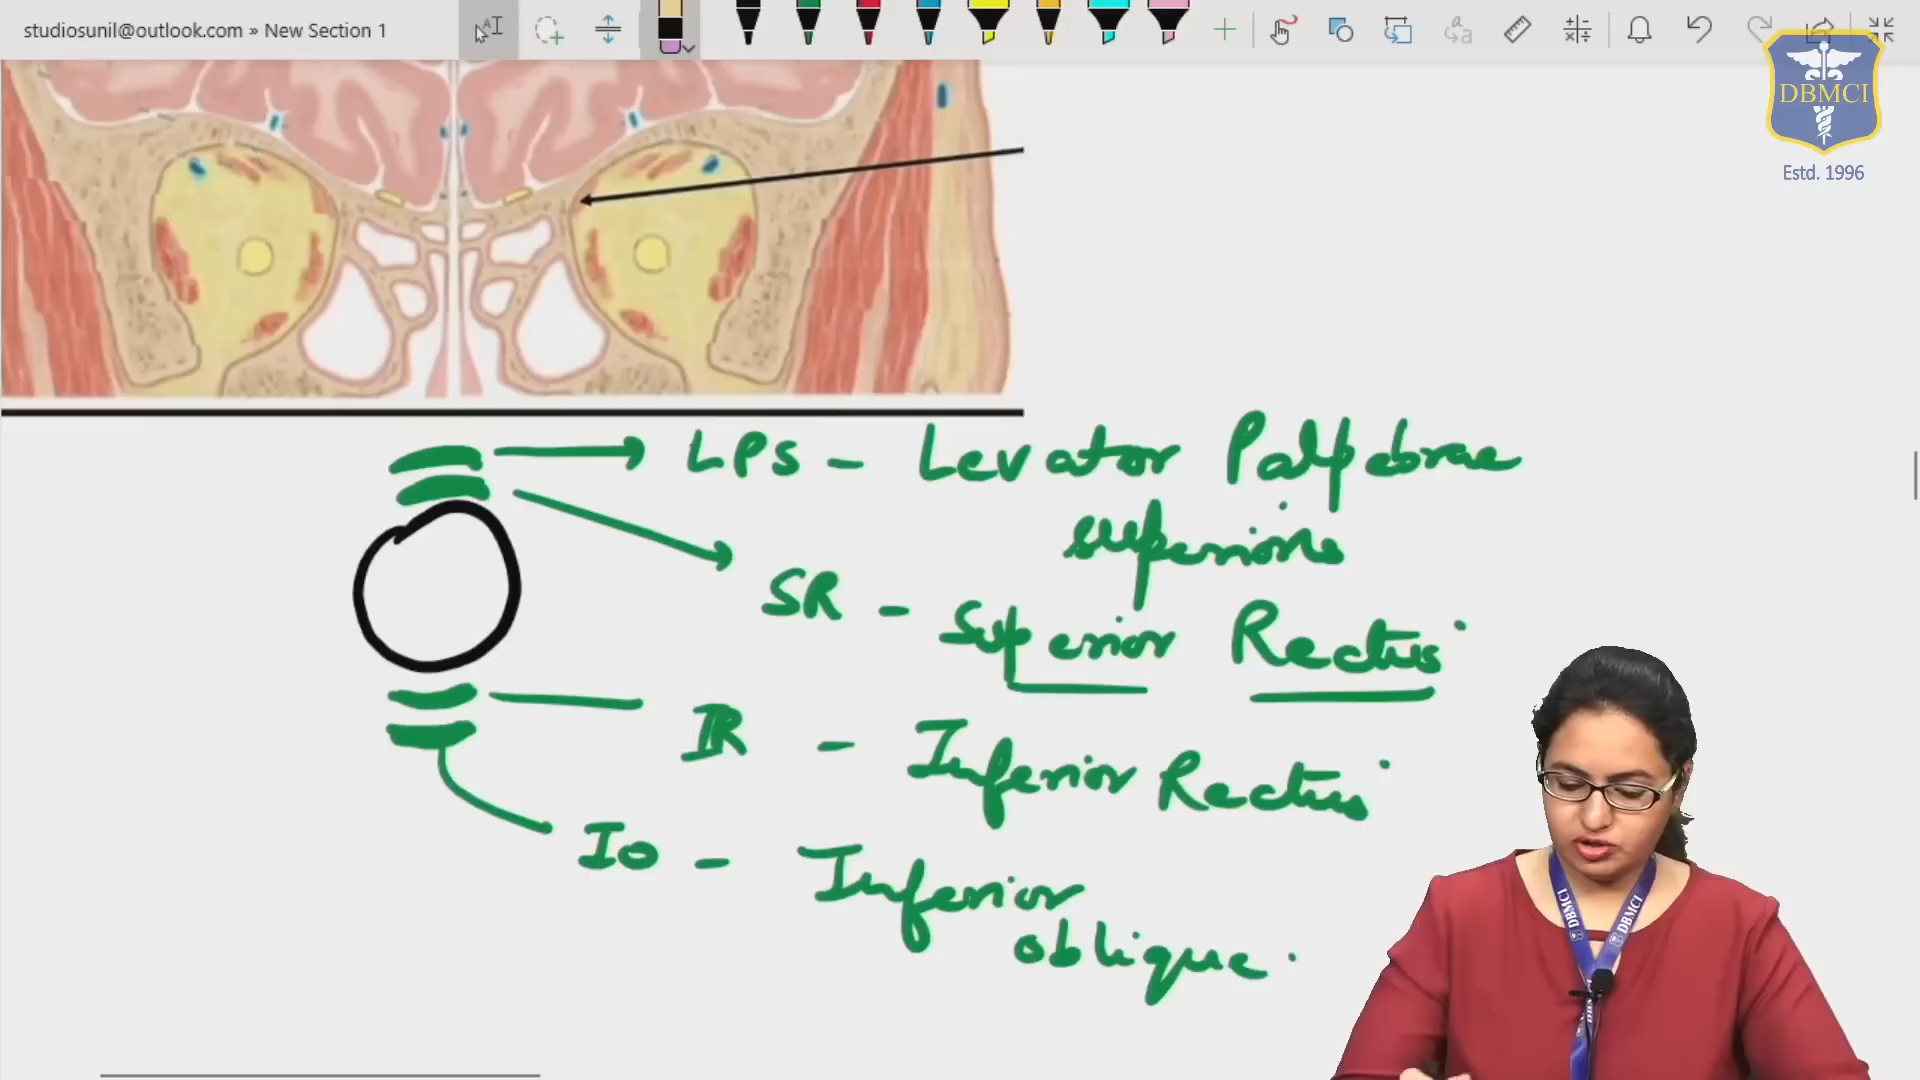 studiosunil@outlook.com » New Section 1
DBMCI
Estd. 1996
LPS - Levator Palpebrae
superioris
SR - Superior Rectus
IR - Inferior Rectus
IO - Inferior
oblique.
DBMCI
DBMCI